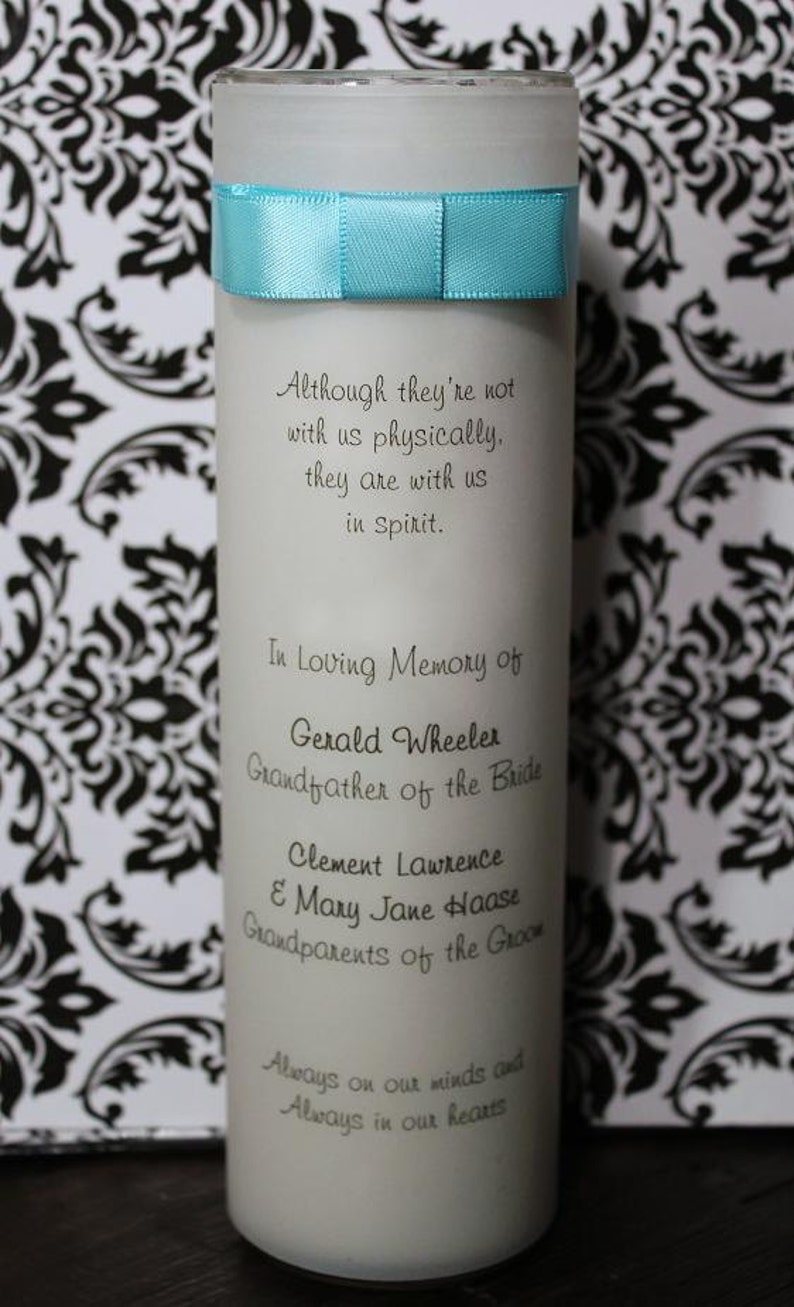 Although they're not
with us physically,
they are with us
in spirit.
In Loving Memory of
Gerald Wheeler
Grandfather of the Bride
Clement Lawrence
& Mary Jane Haase
Grandparents of the Groom
Always on our minds and
Always in our hearts